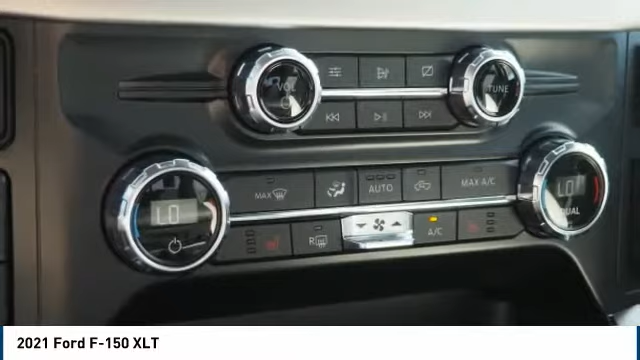 VOL
TUNE
MAX
AUTO
MAX A/C
LO
LO
DUAL
R
A/C
2021 Ford F-150 XLT